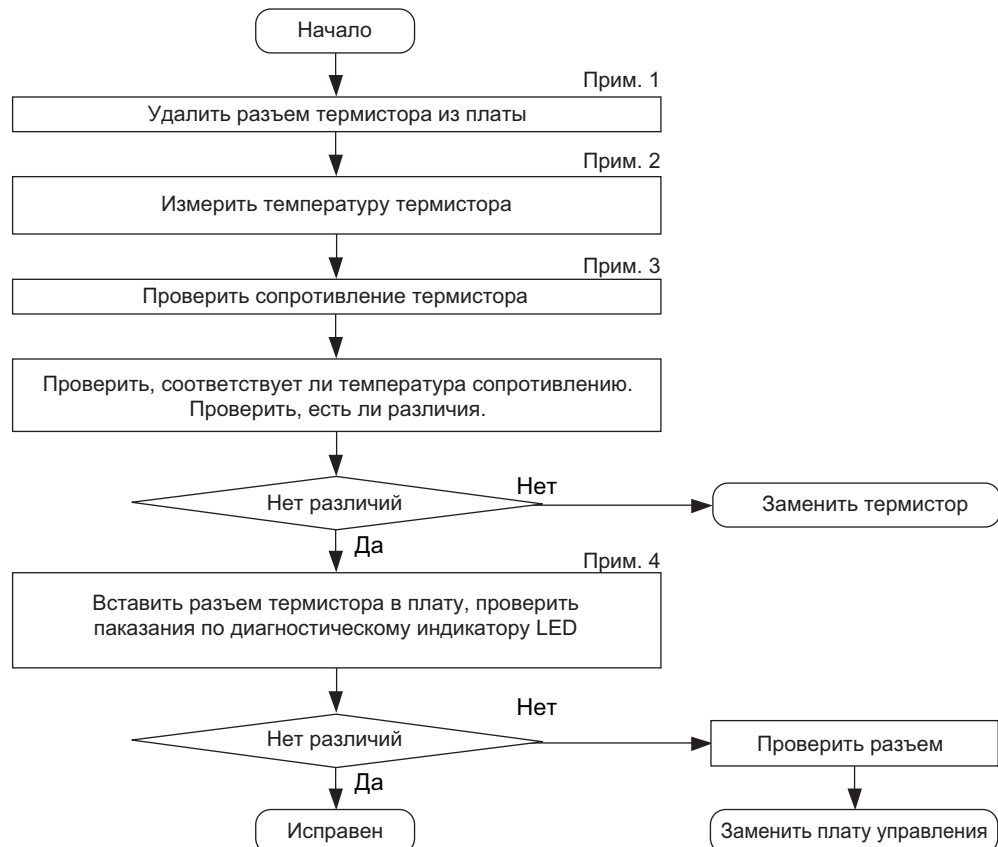 Начало
Прим. 1
Удалить разъем термистора из платы
Прим. 2
Измерить температуру термистора
Прим. 3
Проверить сопротивление термистора
Проверить, соответствует ли температура сопротивлению.
Проверить, есть ли различия.
Нет различий
Нет
Заменить термистор
Да
Прим. 4
Вставить разъем термистора в плату, проверить
паказания по диагностическому индикатору LED
Нет различий
Нет
Проверить разъем
Да
Исправен
Заменить плату управления